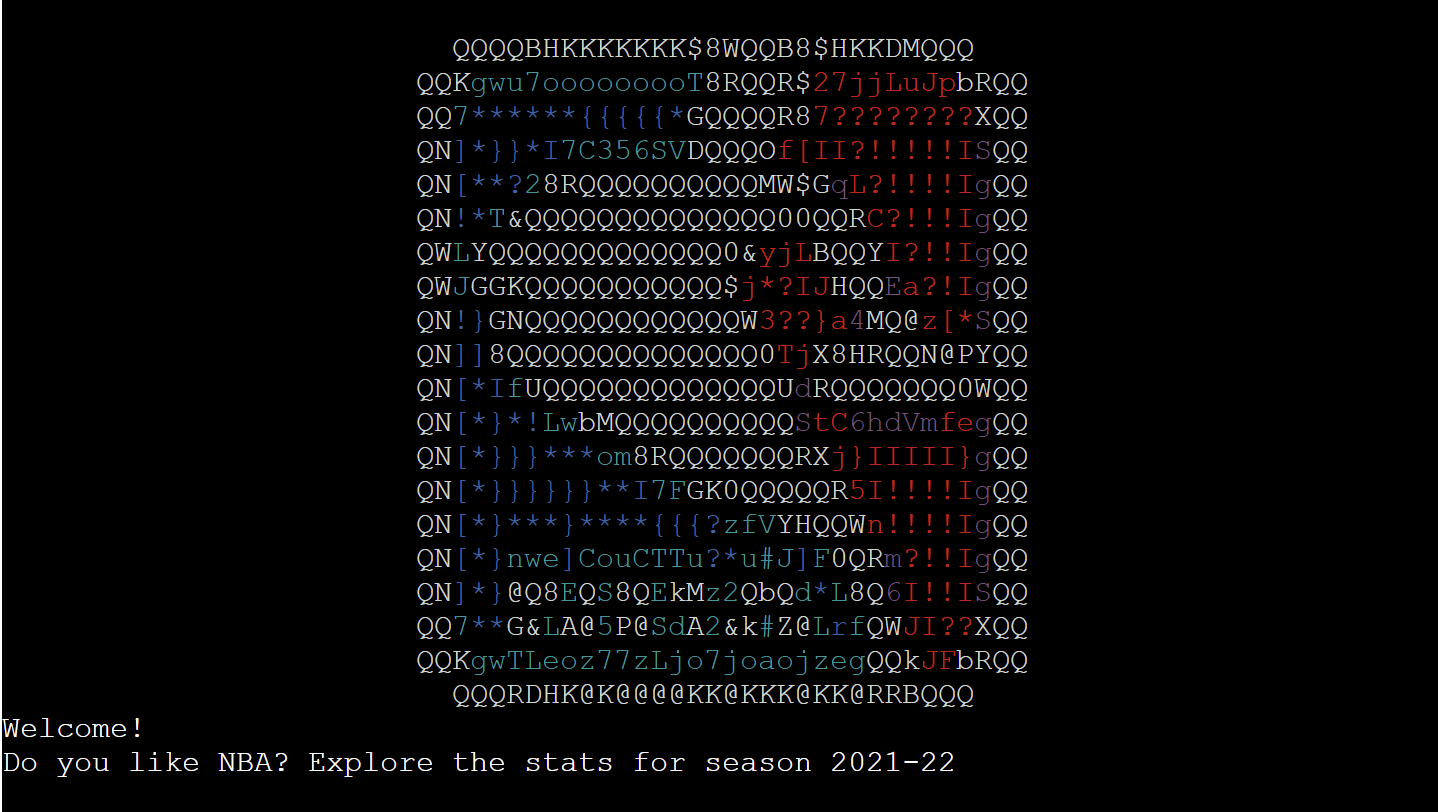 QQQQBHKKKKKKK$8WQQB8$HKKDMQQQ
QQKgwu7ooooooooT8RQQR$27jjLuJpbRQQ
QQ7******{{{{{*GQQQQR87????????XQQ
QN]*}}*I7C356SVDQQQOf[II?!!!!!ISQQ
QN[**?28RQQQQQQQQQQMW$GqL?!!!!IgQQ
QN!*T&QQQQQQQQQQQQQQ00QQRC?!!!IgQQ
QWLYQQQQQQQQQQQQQ0&yjLBQQYI?!!IgQQ
QWJGGKQQQQQQQQQQQ$j*?IJHQQEa?!IgQQ
QN!}GNQQQQQQQQQQQQW3??}a4MQ@z[*SQQ
QN]]8QQQQQQQQQQQQQQ0TjX8HRQQN@PYQQ
QN[*IfUQQQQQQQQQQQQQUdRQQQQQQQ0WQQ
QN[*}*!LwbMQQQQQQQQQQStC6hdVmfegQQ
QN[*}}}***om8RQQQQQQQRXj}IIIII}gQQ
QN[*}}}}}}**I7FGK0QQQQQR5I!!!!IgQQ
QN[*}***}****{{{?zfVYHQQWn!!!!IgQQ
QN[*}nwe]CouCTTu?*u#J]F0QRm?!!IgQQ
QN]*}@Q8EQS8QEkMz2QbQd*L8Q6I!!ISQQ
QQ7**G&LA@5P@SdA2&k#Z@LrfQWJI??XQQ
QQKgwTLeoz77zLjo7joaojzegQQkJFbRQQ
QQQRDHK@K@@@@KK@KKK@KK@RRBQQQ
Welcome!
Do you like NBA? Explore the stats for season 2021-22